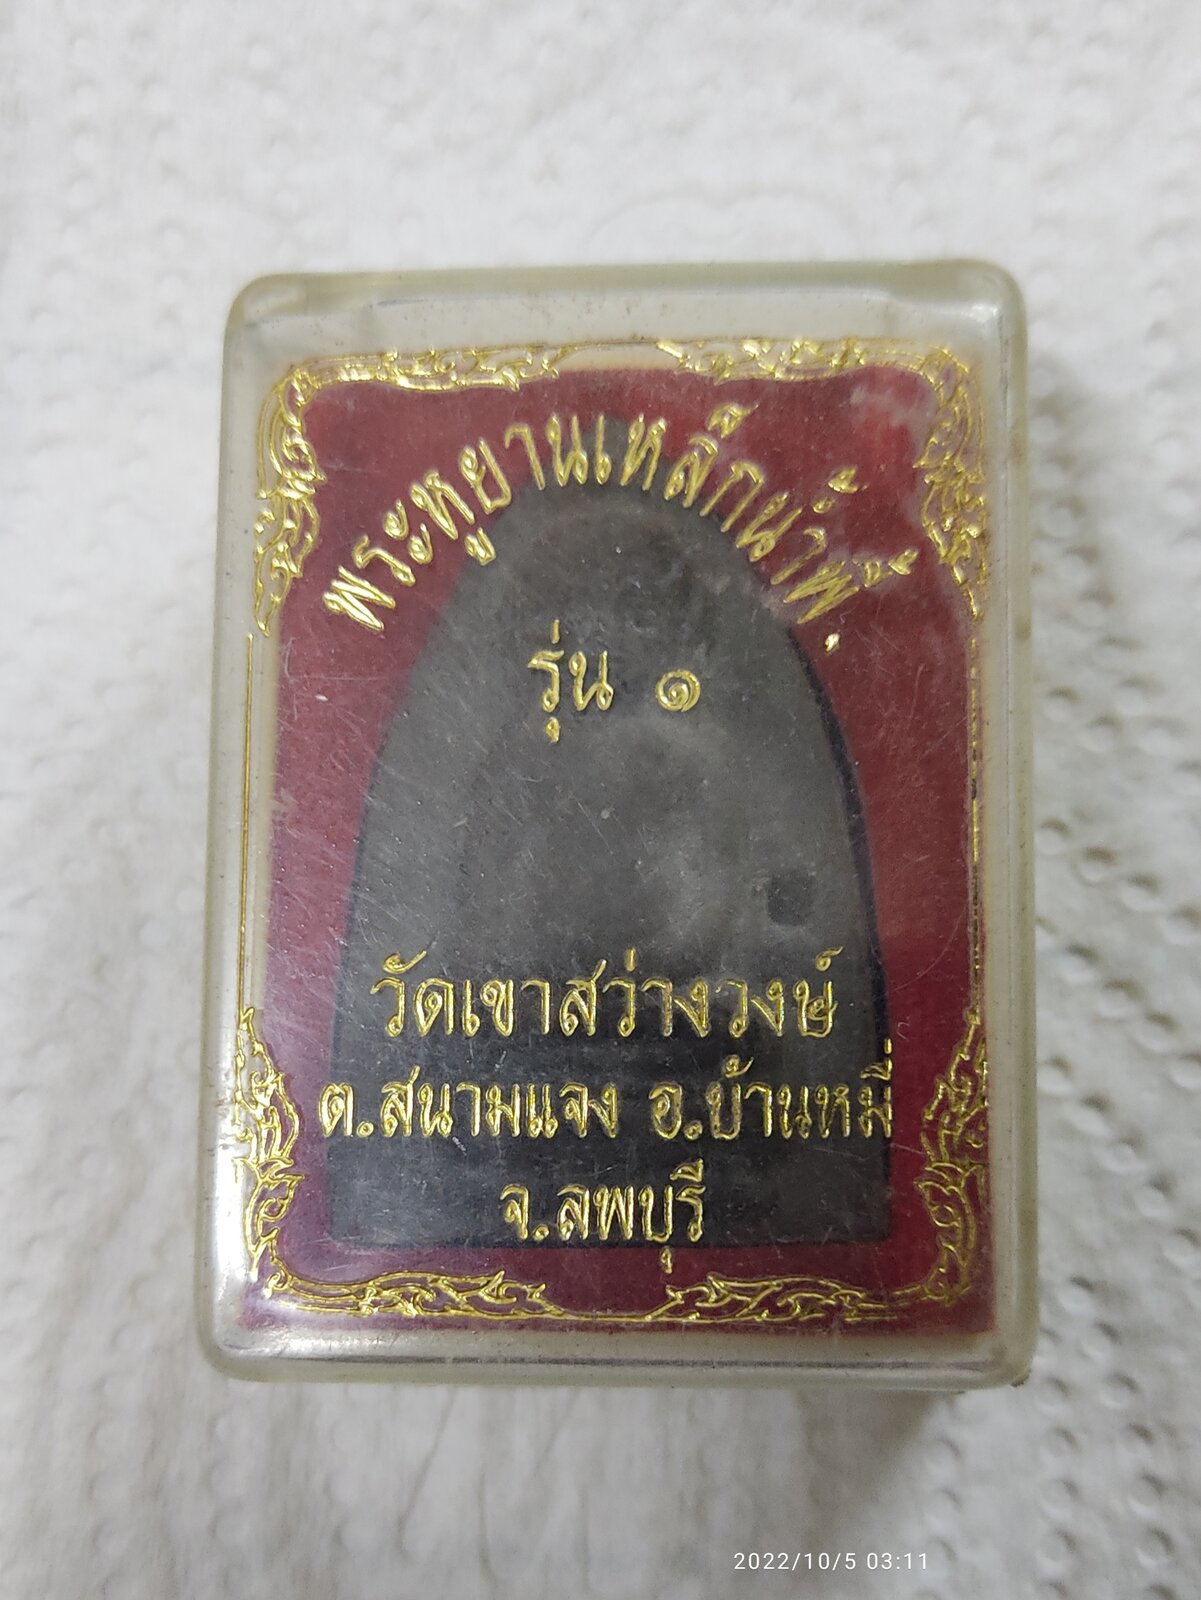 พระหูยานเหล็กน้ำพี้.
รุ่น ๑
วัดเขาสว่างวงษ์
ต.สนามแจง อ.บ้านหมี่
จ.ลพบุรี
2022/10/5 03:11